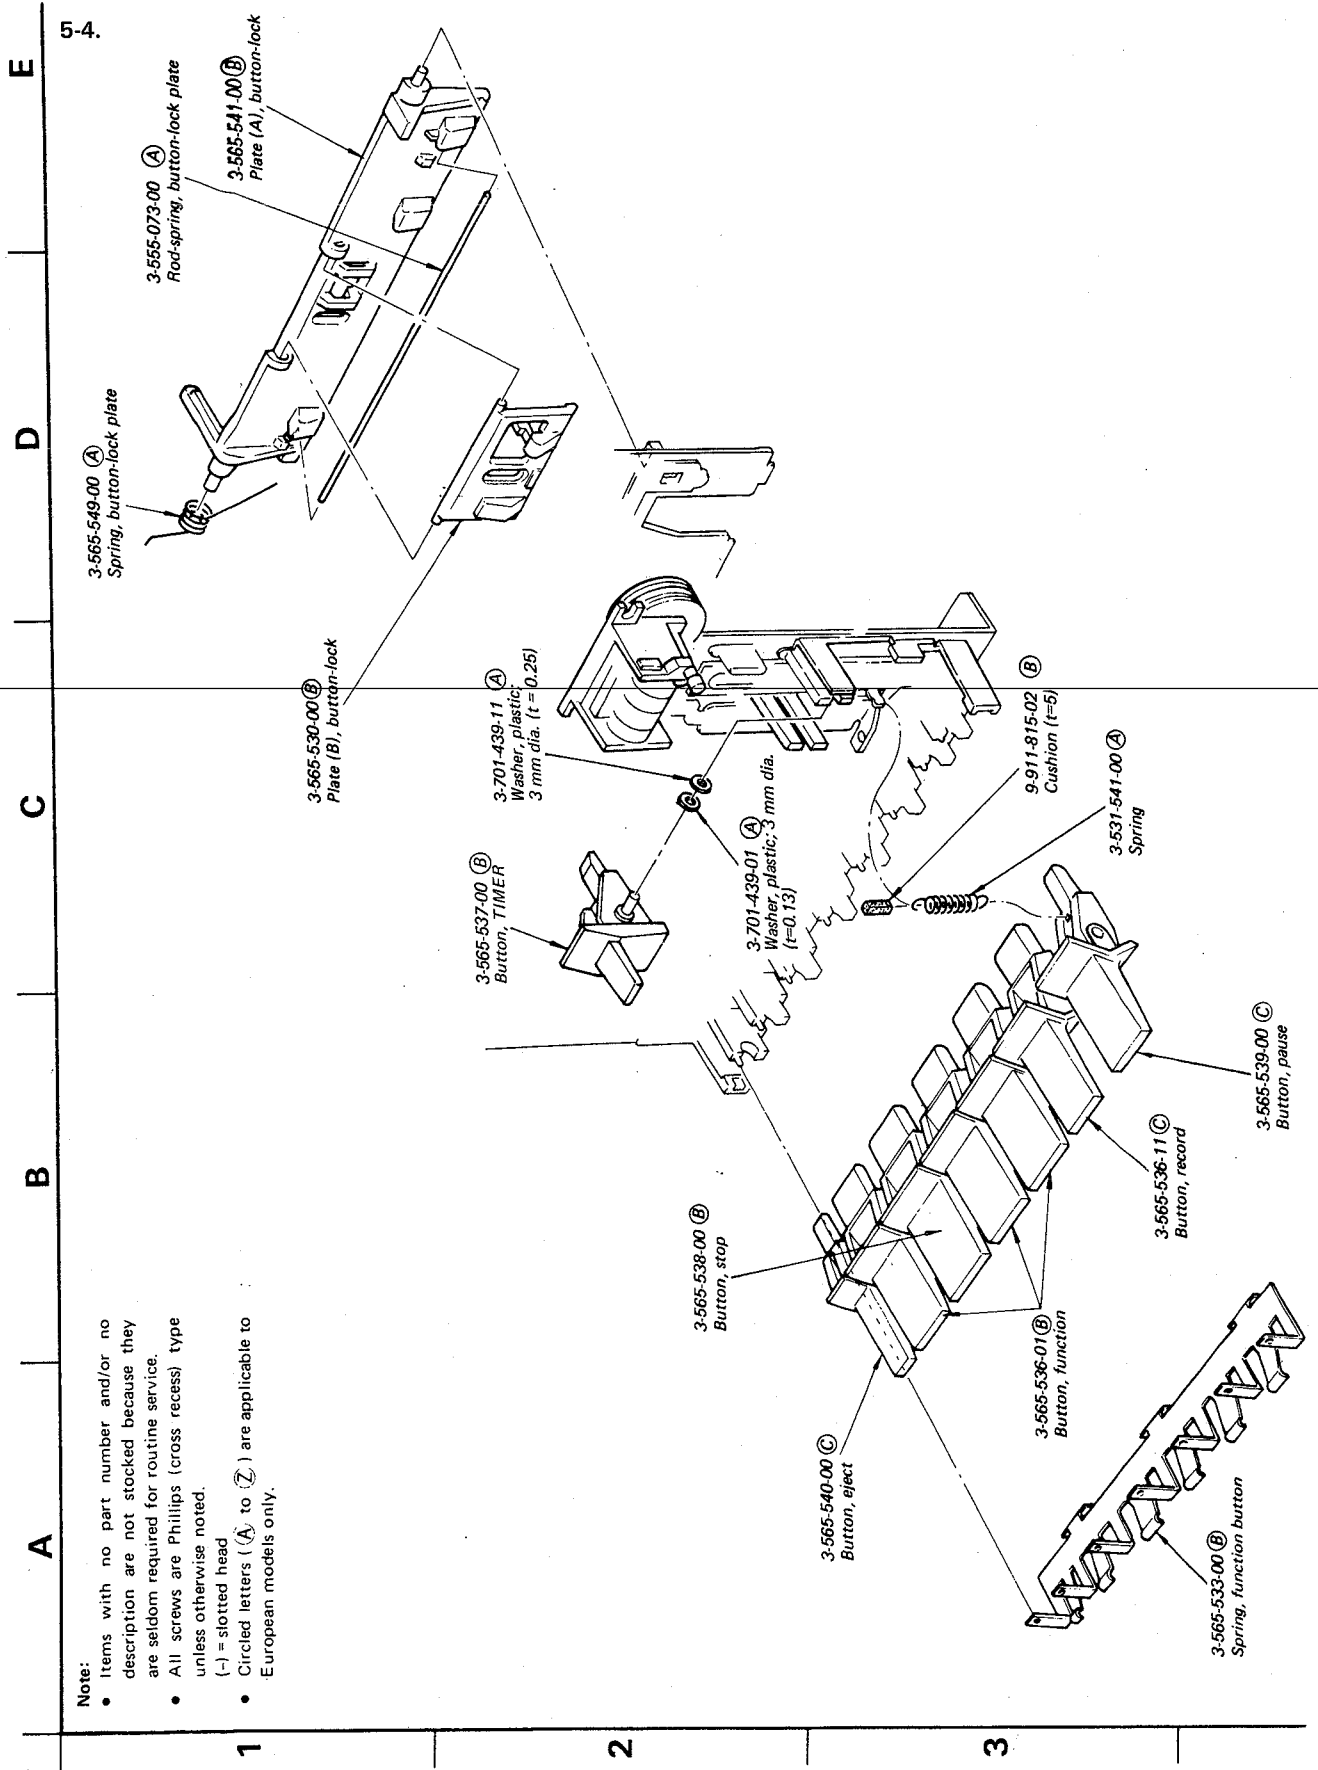 5-4.
A
B
C
D
E
1
2
3
Note:
• Items with no part number and/or no
description are not stocked because they
are seldom required for routine service.
• All screws are Phillips (cross recess) type
unless otherwise noted.
(–) = slotted head
• Circled letters (Ⓐ to Ⓩ) are applicable to
European models only.
3-565-549-00 Ⓐ
Spring, button-lock plate
3-555-073-00 Ⓐ
Rod-spring, button-lock plate
3-565-541-00 Ⓑ
Plate (A), button-lock
3-565-530-00 Ⓑ
Plate (B), button-lock
3-701-439-11 Ⓐ
Washer, plastic;
3 mm dia. (t = 0.25)
3-565-537-00 Ⓑ
Button, TIMER
3-701-439-01 Ⓐ
Washer, plastic; 3 mm dia.
(t=0.13)
9-911-815-02 Ⓑ
Cushion (t=5)
3-531-541-00 Ⓐ
Spring
3-565-538-00 Ⓑ
Button, stop
3-565-540-00 Ⓒ
Button, eject
3-565-536-01 Ⓑ
Button, function
3-565-536-11 Ⓒ
Button, record
3-565-539-00 Ⓒ
Button, pause
3-565-533-00 Ⓑ
Spring, function button